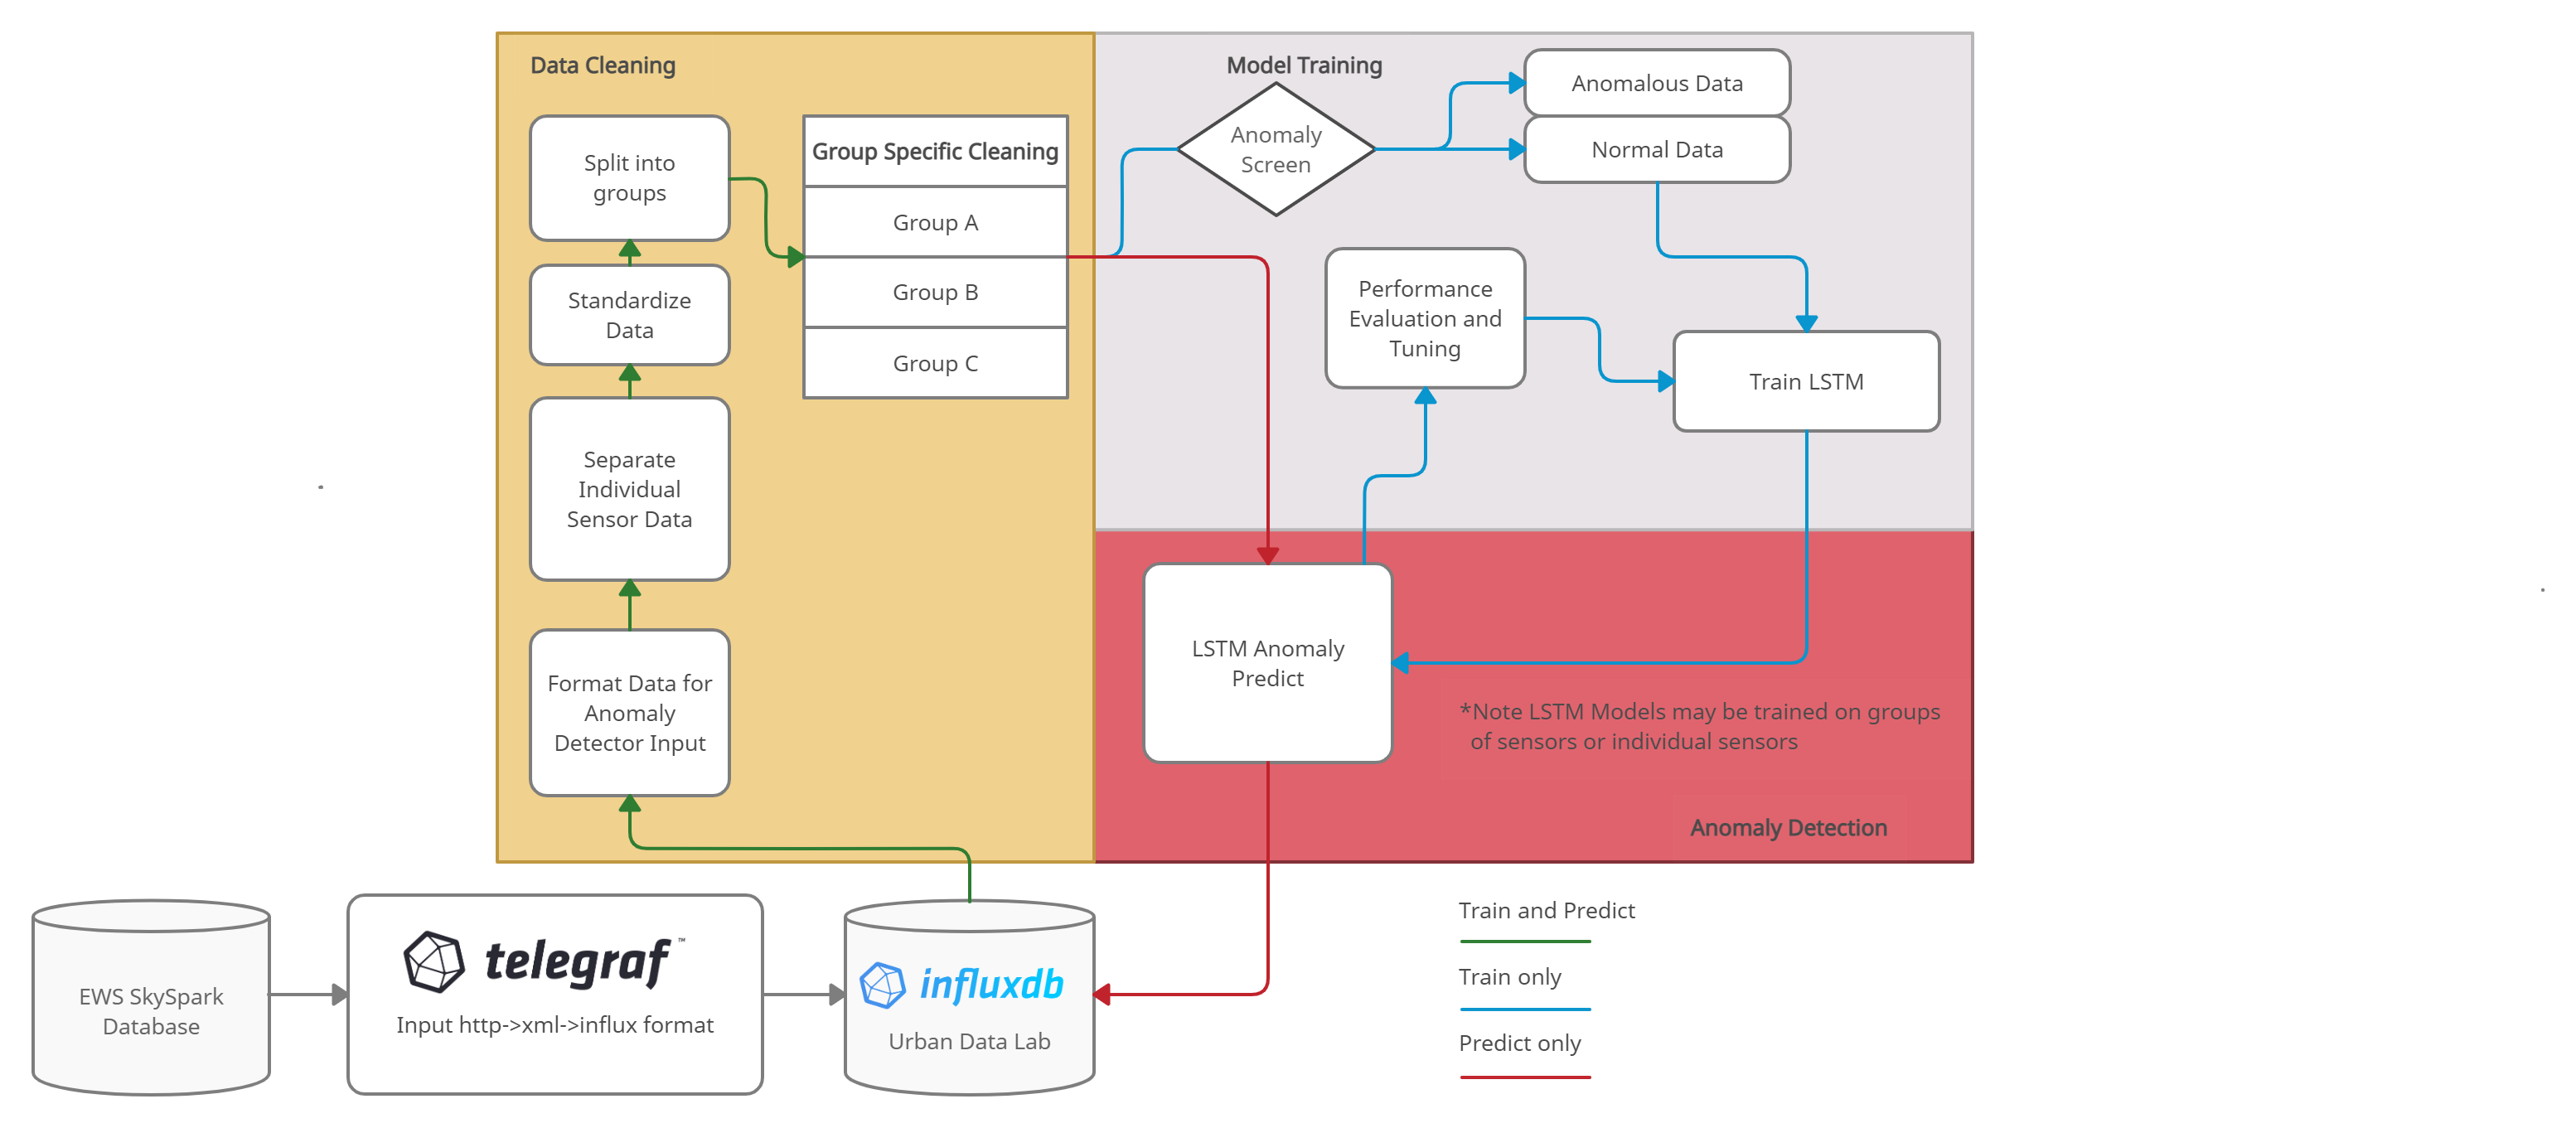 Data Cleaning
Split into
groups
Standardize
Data
Separate
Individual
Sensor Data
Format Data for
Anomaly
Detector Input
Group Specific Cleaning
Group A
Group B
Group C
Model Training
Anomaly
Screen
Anomalous Data
Normal Data
Performance
Evaluation and
Tuning
Train LSTM
LSTM Anomaly
Predict
*Note LSTM Models may be trained on groups
of sensors or individual sensors
Anomaly Detection
EWS SkySpark
Database
telegraf ™
Input http->xml->influx format
influxdb
Urban Data Lab
Train and Predict
Train only
Predict only